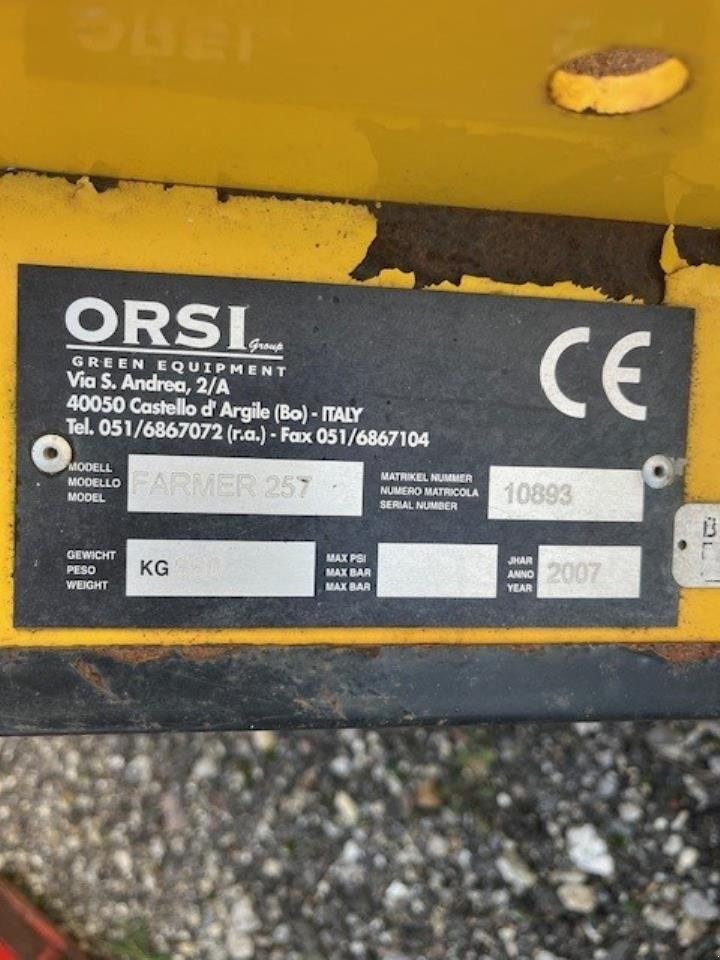 ORSI Group
GREEN EQUIPMENT
Via S. Andrea, 2/A
40050 Castello d' Argile (Bo) - ITALY
Tel. 051/6867072 (r.a.) - Fax 051/6867104
CE
MODELL
MODELLO
MODEL
FARMER 257
MATRIKEL NUMMER
NUMERO MATRICOLA
SERIAL NUMBER
10893
GEWICHT
PESO
WEIGHT
KG
MAX PSI
MAX BAR
MAX BAR
JHAR
ANNO
YEAR
2007